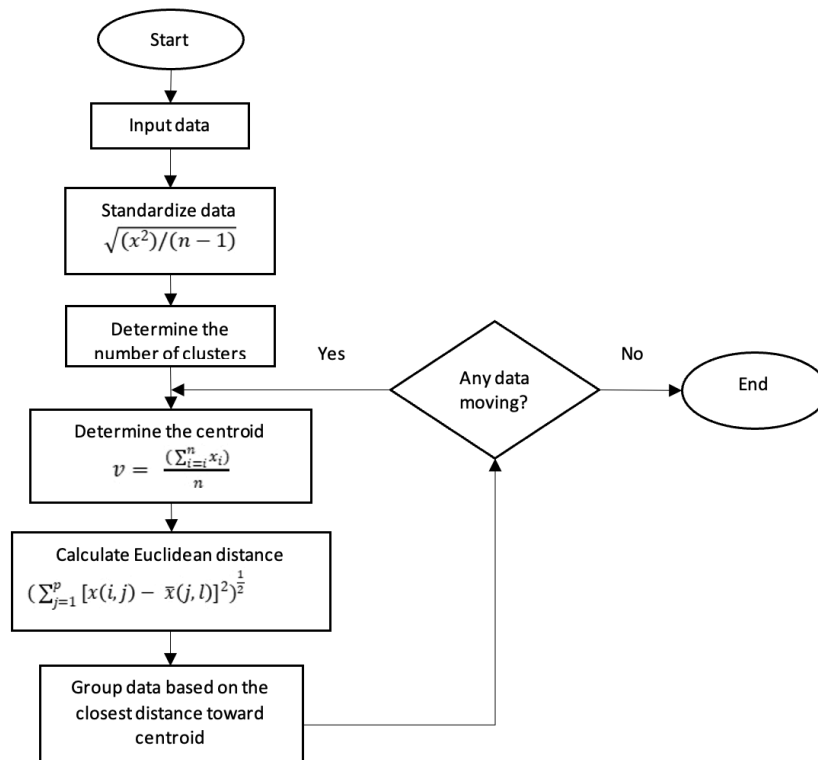 Start
Input data
Standardize data
√(x²)/(n − 1)
Determine the
number of clusters
Determine the centroid
v = (∑ⁿᵢ₌ᵢ xᵢ) / n
Calculate Euclidean distance
(∑ᵖⱼ₌₁ [x(i,j) − x̄(j,l)]²)^½
Group data based on the
closest distance toward
centroid
Yes
Any data
moving?
No
End